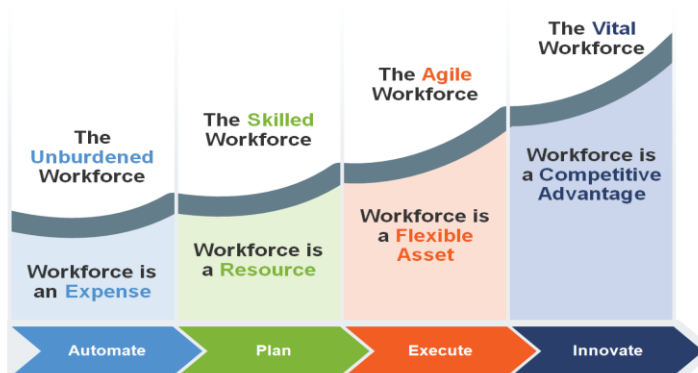 The
Unburdened
Workforce
Workforce is
an Expense
Automate
The Skilled
Workforce
Workforce is
a Resource
Plan
The Agile
Workforce
Workforce is
a Flexible
Asset
Execute
The Vital
Workforce
Workforce is
a Competitive
Advantage
Innovate